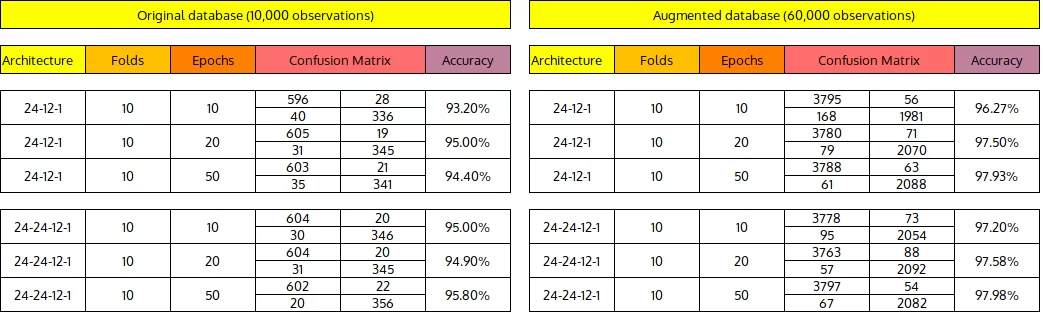 Original database (10,000 observations)
Architecture Folds Epochs Confusion Matrix Accuracy
24-12-1 10 10 596 28 40 336 93.20%
24-12-1 10 20 605 19 31 345 95.00%
24-12-1 10 50 603 21 35 341 94.40%
24-24-12-1 10 10 604 20 30 346 95.00%
24-24-12-1 10 20 604 20 31 345 94.90%
24-24-12-1 10 50 602 22 20 356 95.80%
Augmented database (60,000 observations)
Architecture Folds Epochs Confusion Matrix Accuracy
24-12-1 10 10 3795 56 168 1981 96.27%
24-12-1 10 20 3780 71 79 2070 97.50%
24-12-1 10 50 3788 63 61 2088 97.93%
24-24-12-1 10 10 3778 73 95 2054 97.20%
24-24-12-1 10 20 3763 88 57 2092 97.58%
24-24-12-1 10 50 3797 54 67 2082 97.98%